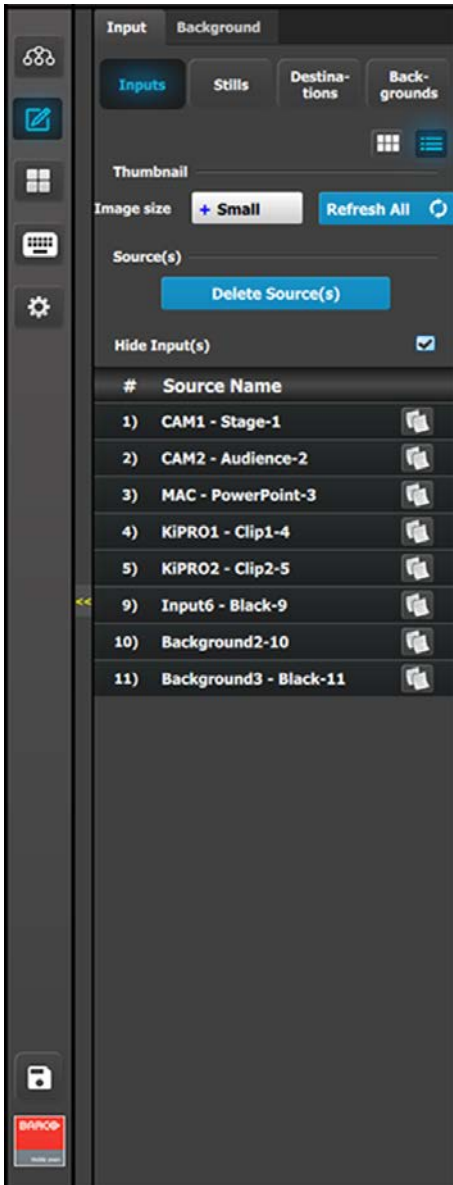 Input Background
Inputs Stills Destina-
tions Back-
grounds
Thumbnail
Image size + Small Refresh All
Source(s)
Delete Source(s)
Hide Input(s)
# Source Name
1) CAM1 - Stage-1
2) CAM2 - Audience-2
3) MAC - PowerPoint-3
4) KiPRO1 - Clip1-4
5) KiPRO2 - Clip2-5
<<
9) Input6 - Black-9
10) Background2-10
11) Background3 - Black-11
BARCO